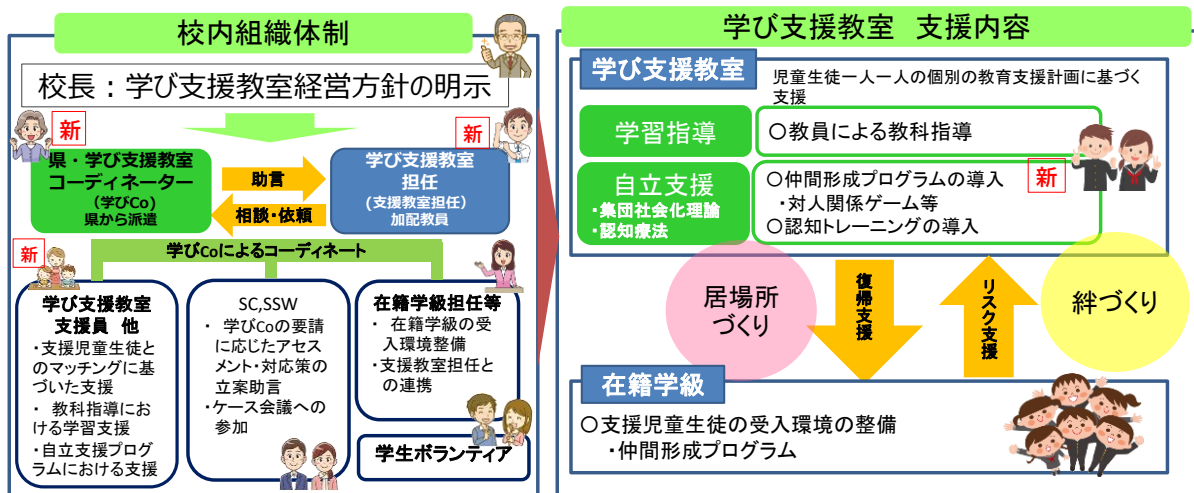 校内組織体制
校長：学び支援教室経営方針の明示
新
県・学び支援教室
コーディネーター
（学びCo）
県から派遣
助言
相談・依頼
新
学び支援教室
担任
(支援教室担任）
加配教員
学びCoによるコーディネート
新
学び支援教室
支援員　他
・支援児童生徒と
のマッチングに基
づいた支援
・ 教科指導にお
ける学習支援
・自立支援プログ
ラムにおける支援
SC,SSW
・ 学びCoの要請
に応じたアセス
メント・対応策の
立案助言
・ケース会議への
参加
在籍学級担任等
・ 在籍学級の受
入環境整備
・支援教室担任と
の連携
学生ボランティア
学び支援教室　支援内容
学び支援教室
児童生徒一人一人の個別の教育支援計画に基づく
支援
学習指導
〇教員による教科指導
自立支援
・集団社会化理論
・認知療法
〇仲間形成プログラムの導入
・対人関係ゲーム等
〇認知トレーニングの導入
新
居場所
づくり
復帰支援
リスク支援
絆づくり
在籍学級
〇支援児童生徒の受入環境の整備
・仲間形成プログラム